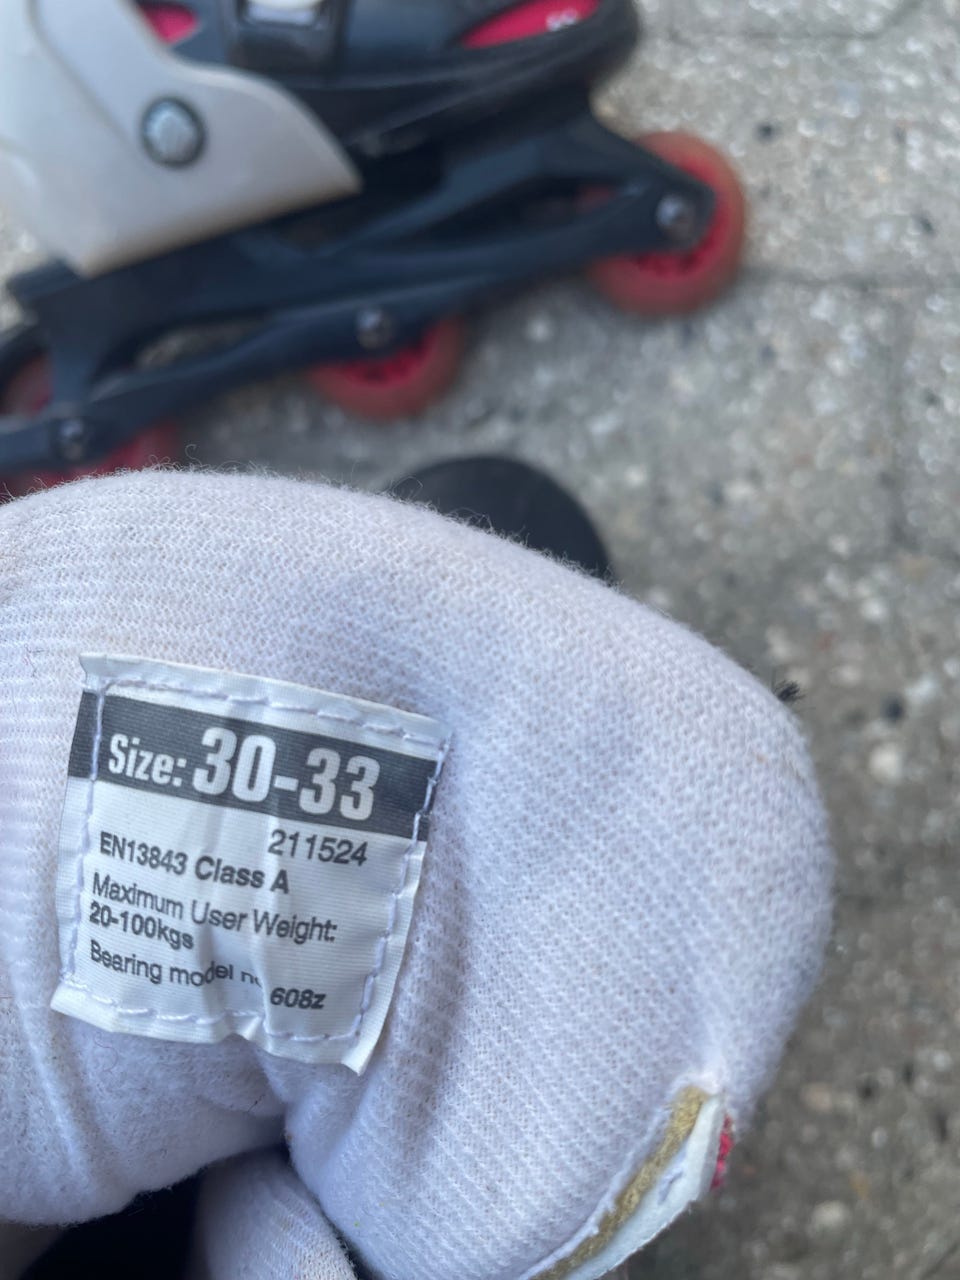 Size: 30-33
211524
EN13843 Class A
Maximum User Weight:
20-100kgs
Bearing model
608z